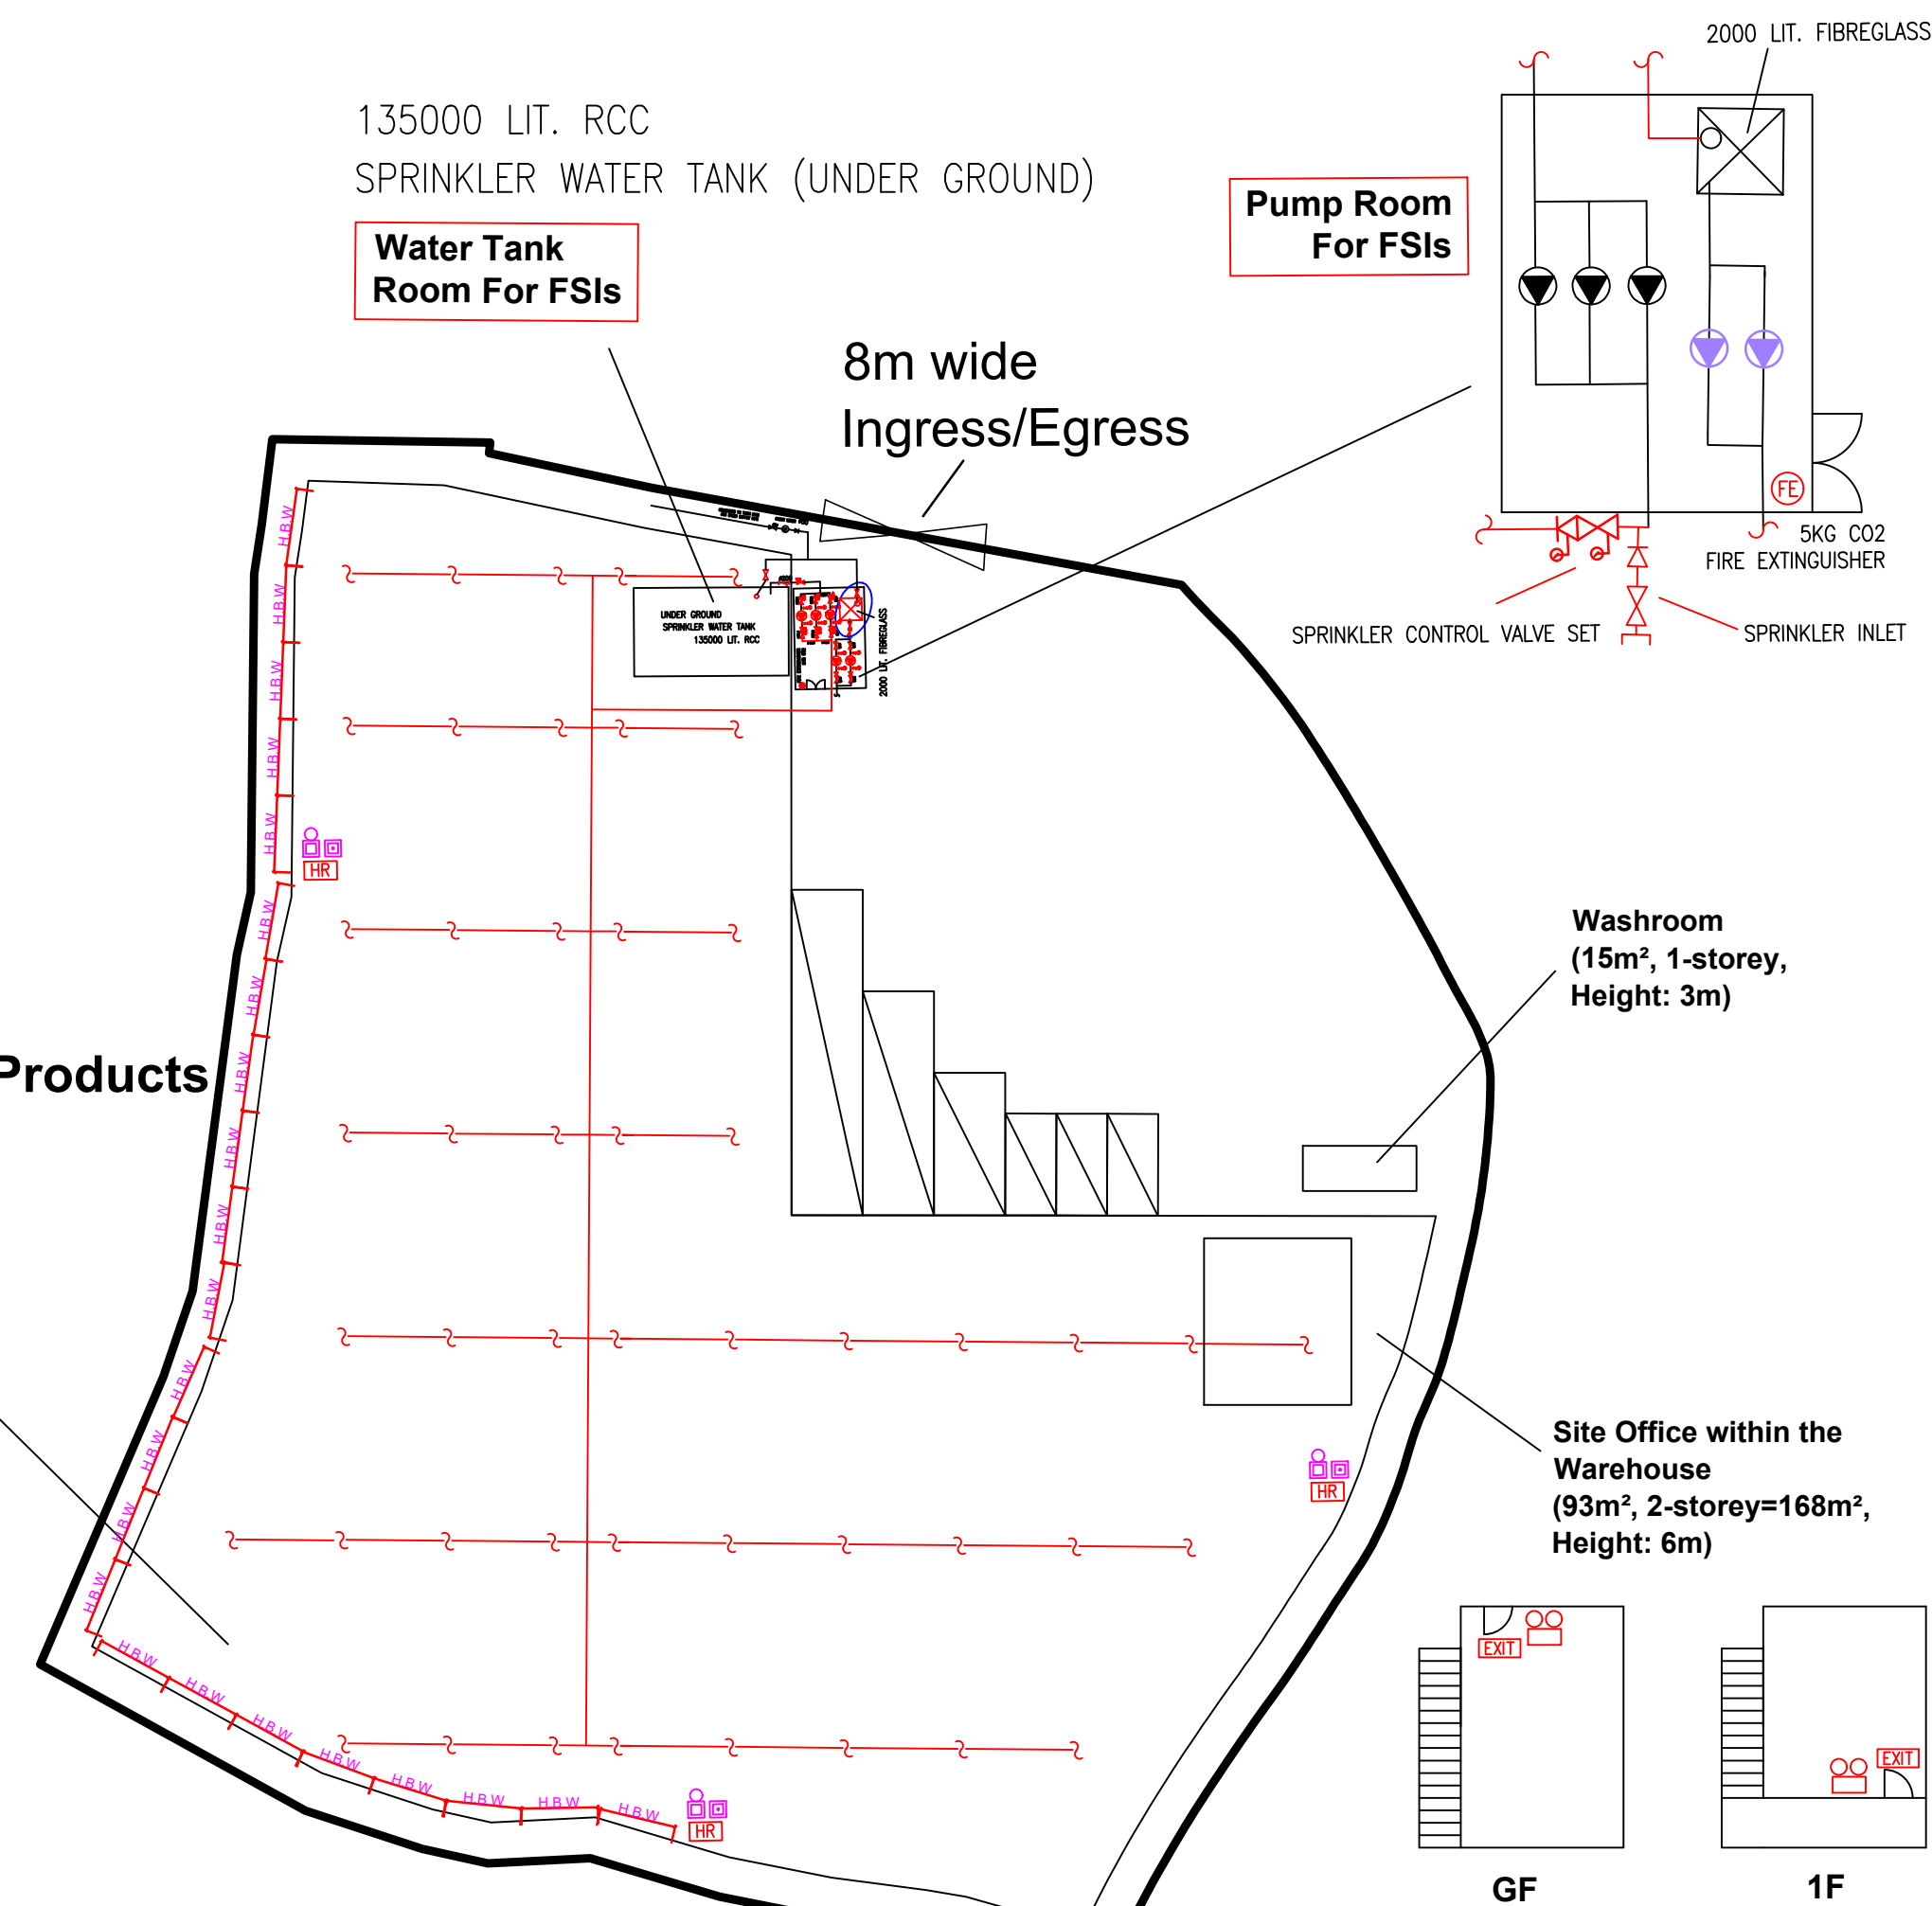 2000 LIT. FIBREGLASS
135000 LIT. RCC
SPRINKLER WATER TANK (UNDER GROUND)
Water Tank
Room For FSIs
Pump Room
For FSIs
8m wide
Ingress/Egress
FE
5KG CO2
FIRE EXTINGUISHER
SPRINKLER CONTROL VALVE SET
SPRINKLER INLET
UNDER GROUND
SPRINKLER WATER TANK
135000 LIT. RCC
2000 LIT. FIBREGLASS
H.B.W
H.B.W
H.B.W
H.B.W
H.B.W
HR
H.B.W
H.B.W
H.B.W
H.B.W
H.B.W
H.B.W
Washroom
(15m², 1-storey,
Height: 3m)
Products
H.B.W
H.B.W
H.B.W
H.B.W
HR
Site Office within the
Warehouse
(93m², 2-storey=168m²,
Height: 6m)
H.B.W
H.B.W
H.B.W
H.B.W
H.B.W
H.B.W
H.B.W
H.B.W
HR
EXIT
EXIT
GF
1F